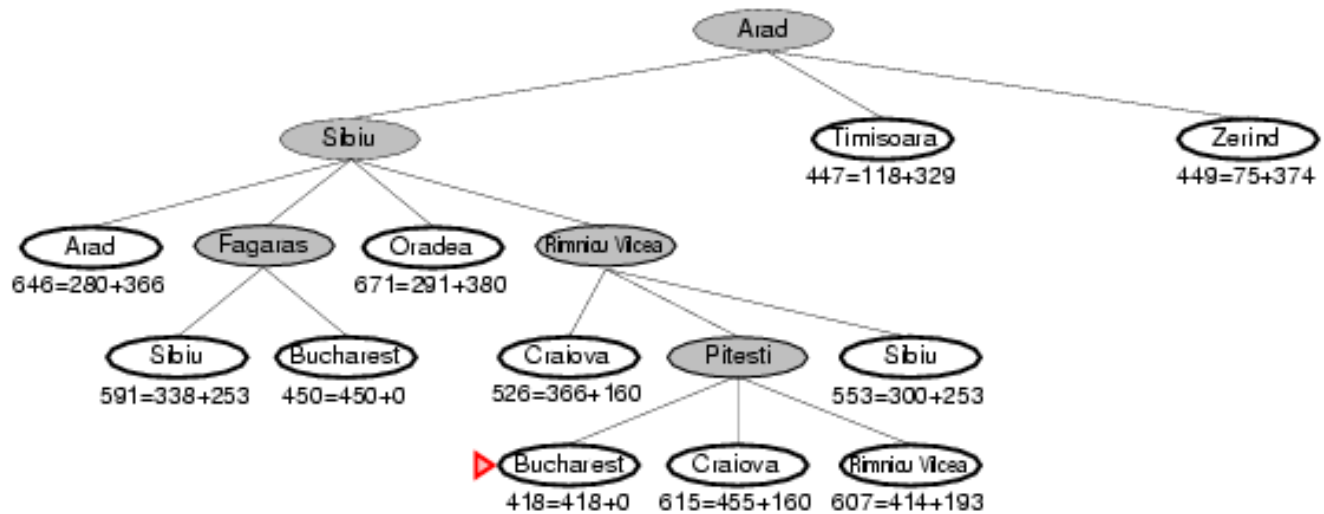 Arad
Sibiu
Timisoara
447=118+329
Zerind
449=75+374
Arad
646=280+366
Fagaras
Oradea
671=291+380
Rimnicu Vilcea
Sibiu
591=338+253
Bucharest
450=450+0
Craiova
526=366+160
Pitesti
Sibiu
553=300+253
Bucharest
418=418+0
Craiova
615=455+160
Rimnicu Vilcea
607=414+193